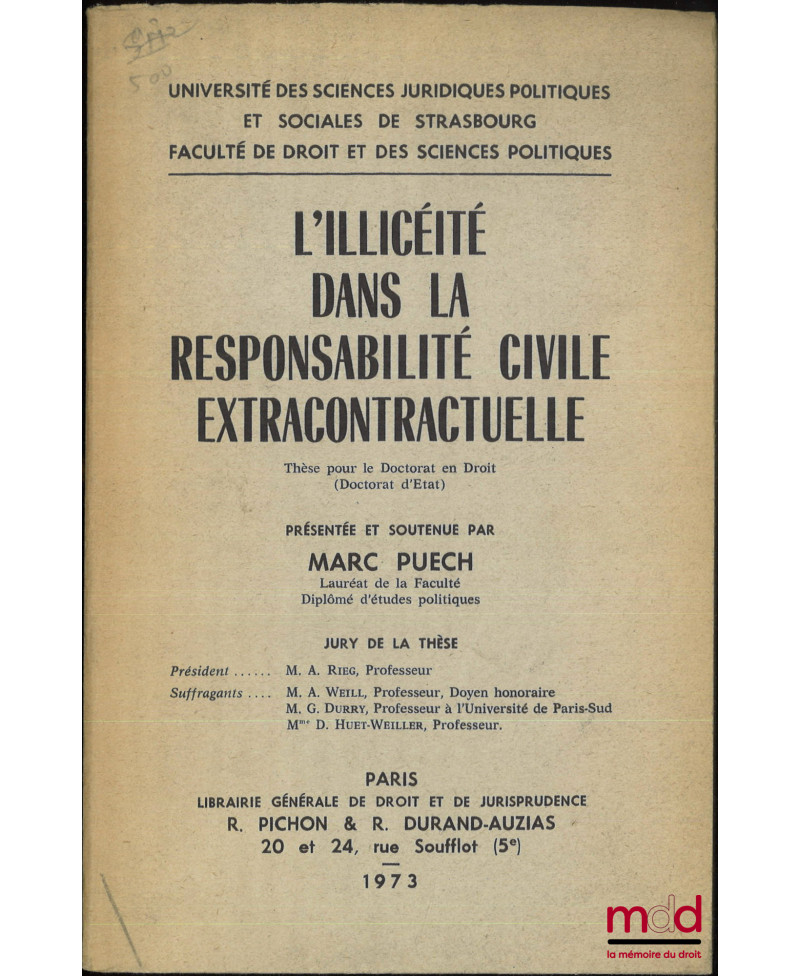 500
UNIVERSITÉ DES SCIENCES JURIDIQUES POLITIQUES
ET SOCIALES DE STRASBOURG
FACULTÉ DE DROIT ET DES SCIENCES POLITIQUES
L'ILLICÉITÉ
DANS LA
RESPONSABILITÉ CIVILE
EXTRACONTRACTUELLE
Thèse pour le Doctorat en Droit
(Doctorat d'Etat)
PRÉSENTÉE ET SOUTENUE PAR
MARC PUECH
Lauréat de la Faculté
Diplômé d'études politiques
JURY DE LA THÈSE
Président ...... M. A. RIEG, Professeur
Suffragants .... M. A. WEILL, Professeur, Doyen honoraire
M. G. DURRY, Professeur à l'Université de Paris-Sud
Mme D. HUET-WEILLER, Professeur.
PARIS
LIBRAIRIE GÉNÉRALE DE DROIT ET DE JURISPRUDENCE
R. PICHON & R. DURAND-AUZIAS
20 et 24, rue Soufflot (5e)
1973
mdd
la mémoire du droit